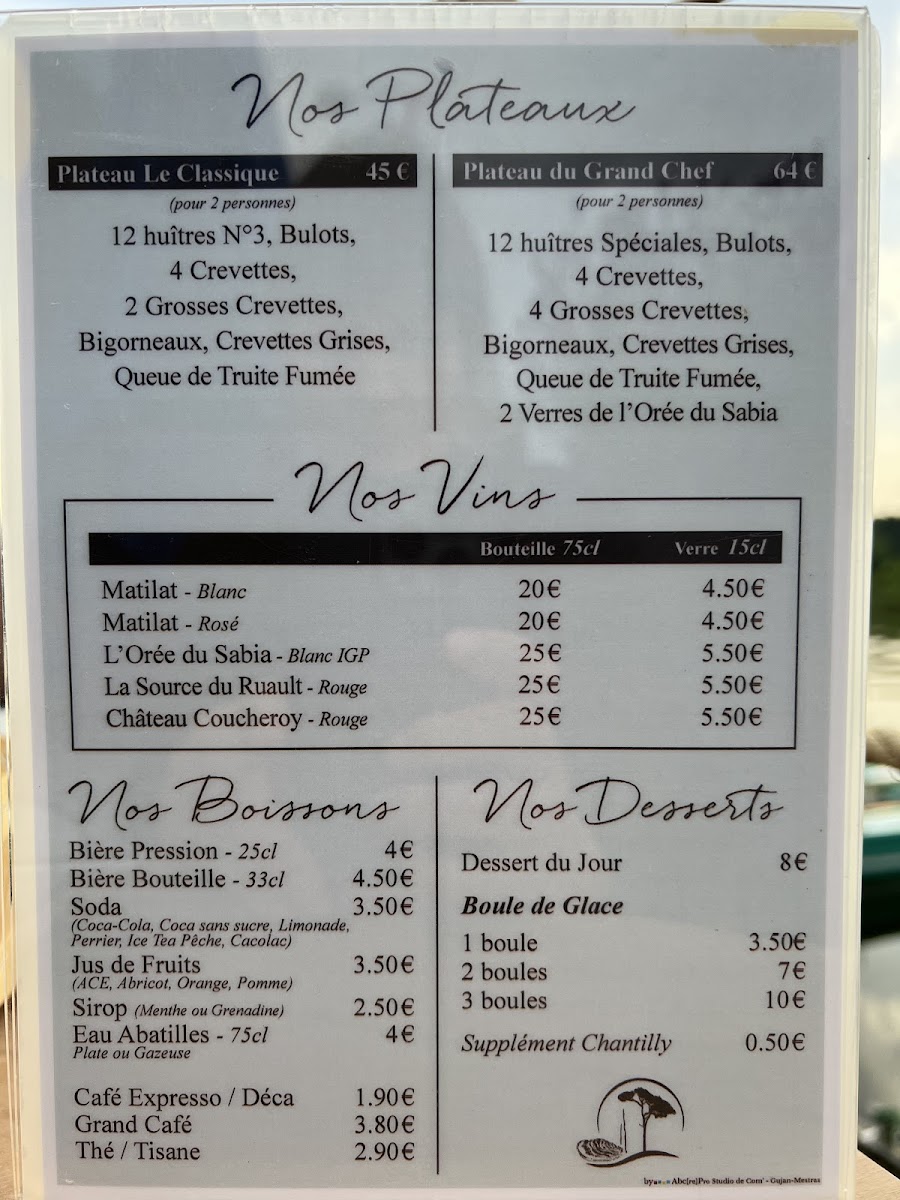 Nos Plateaux
Plateau Le Classique 45 €
(pour 2 personnes)
12 huîtres N°3, Bulots,
4 Crevettes,
2 Grosses Crevettes,
Bigorneaux, Crevettes Grises,
Queue de Truite Fumée
Plateau du Grand Chef 64 €
(pour 2 personnes)
12 huîtres Spéciales, Bulots,
4 Crevettes,
4 Grosses Crevettes,
Bigorneaux, Crevettes Grises,
Queue de Truite Fumée,
2 Verres de l'Orée du Sabia
Nos Vins
Bouteille 75cl Verre 15cl
Matilat - Blanc 20€ 4.50€
Matilat - Rosé 20€ 4.50€
L'Orée du Sabia - Blanc IGP 25€ 5.50€
La Source du Ruault - Rouge 25€ 5.50€
Château Coucheroy - Rouge 25€ 5.50€
Nos Boissons
Bière Pression - 25cl 4€
Bière Bouteille - 33cl 4.50€
Soda 3.50€
(Coca-Cola, Coca sans sucre, Limonade,
Perrier, Ice Tea Pêche, Cacolac)
Jus de Fruits 3.50€
(ACE, Abricot, Orange, Pomme)
Sirop (Menthe ou Grenadine) 2.50€
Eau Abatilles - 75cl 4€
Plate ou Gazeuse
Café Expresso / Déca 1.90€
Grand Café 3.80€
Thé / Tisane 2.90€
Nos Desserts
Dessert du Jour 8€
Boule de Glace
1 boule 3.50€
2 boules 7€
3 boules 10€
Supplément Chantilly 0.50€
by Abc[re]Pro Studio de Com' - Gujan-Mestras